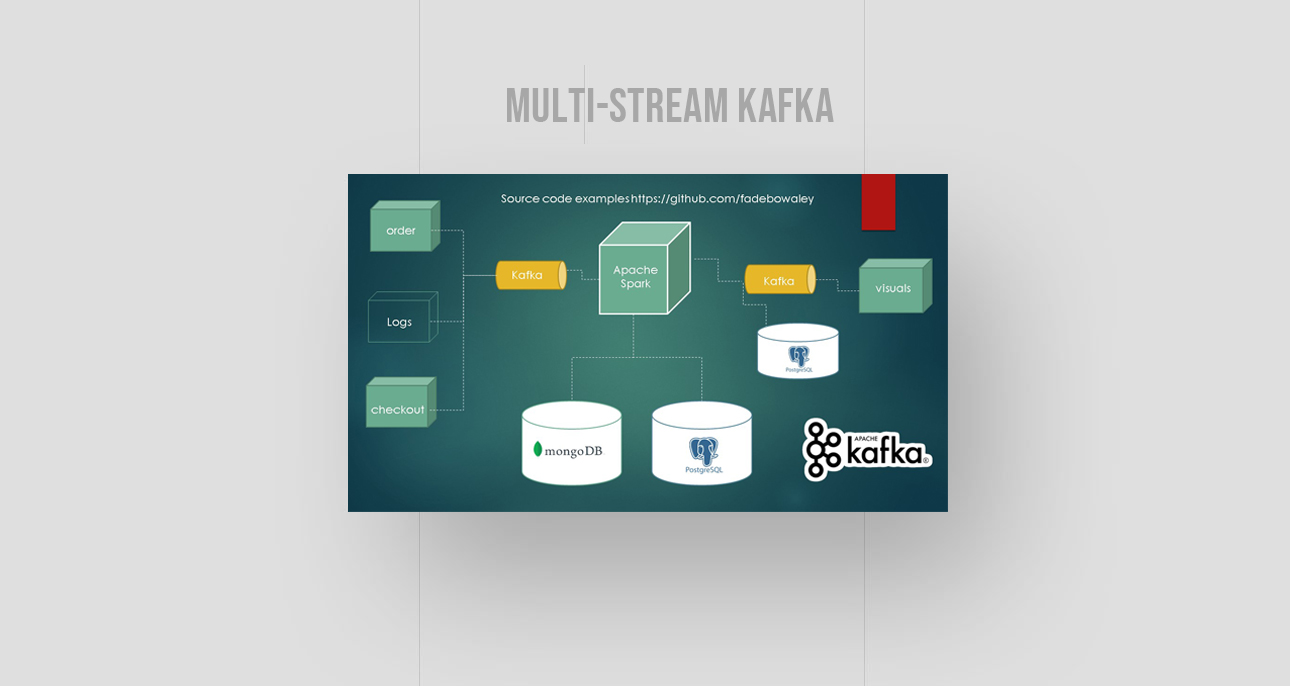 MULTI-STREAM KAFKA
Source code examples https://github.com/fadebowaley
order
Kafka
Apache
Spark
Kafka
visuals
Logs
PostgreSQL
checkout
mongoDB
PostgreSQL
APACHE
kafka®